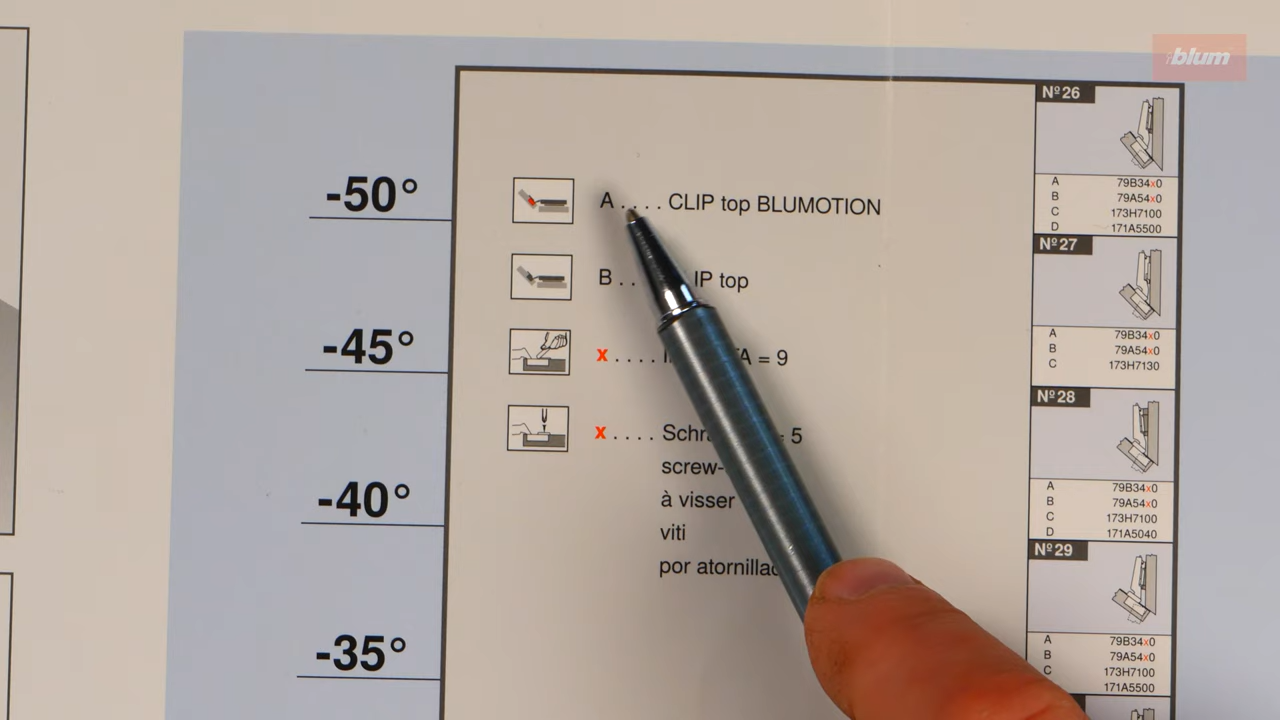 blum
-50°
-45°
-40°
-35°
A .... CLIP top BLUMOTION
B .. IP top
x .... A = 9
x .... Schr 5
screw-
à visser
viti
por atornillad
Nº26
A 79B34x0
B 79A54x0
C 173H7100
D 171A5500
Nº27
A 79B34x0
B 79A54x0
C 173H7130
Nº28
A 79B34x0
B 79A54x0
C 173H7100
D 171A5040
Nº29
A 79B34x0
B 79A54x0
C 173H7100
171A5500